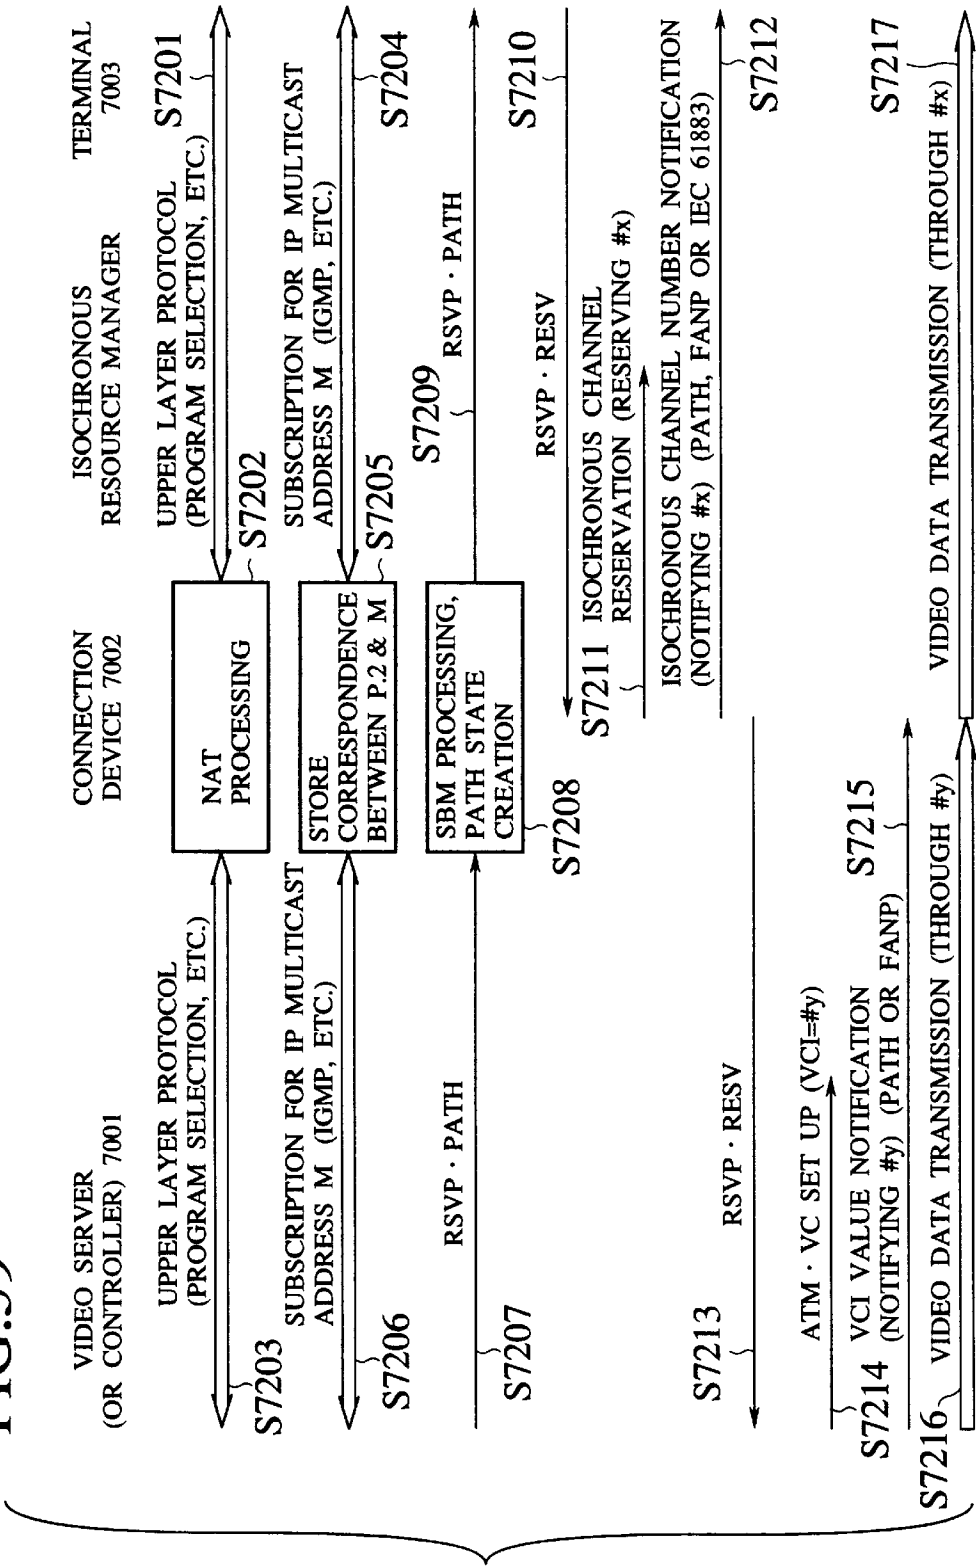 VIDEO SERVER
(OR CONTROLLER) 7001
CONNECTION
DEVICE 7002
ISOCHRONOUS
RESOURCE MANAGER
TERMINAL
7003
UPPER LAYER PROTOCOL
(PROGRAM SELECTION, ETC.)
S7203
NAT
PROCESSING
S7202
UPPER LAYER PROTOCOL
(PROGRAM SELECTION, ETC.)
S7201
SUBSCRIPTION FOR IP MULTICAST
ADDRESS M (IGMP, ETC.)
S7206
STORE
CORRESPONDENCE
BETWEEN P.2 & M
S7205
SUBSCRIPTION FOR IP MULTICAST
ADDRESS M (IGMP, ETC.)
S7204
RSVP · PATH
S7207
SBM PROCESSING,
PATH STATE
CREATION
S7208
S7209
RSVP · PATH
S7210
RSVP · RESV
S7211
ISOCHRONOUS CHANNEL
RESERVATION (RESERVING #x)
ISOCHRONOUS CHANNEL NUMBER NOTIFICATION
(NOTIFYING #x) (PATH, FANP OR IEC 61883)
S7212
S7213
RSVP · RESV
ATM · VC SET UP (VCI=#y)
S7214
VCI VALUE NOTIFICATION
(NOTIFYING #y) (PATH OR FANP)
S7215
S7216
VIDEO DATA TRANSMISSION (THROUGH #y)
VIDEO DATA TRANSMISSION (THROUGH #x)
S7217